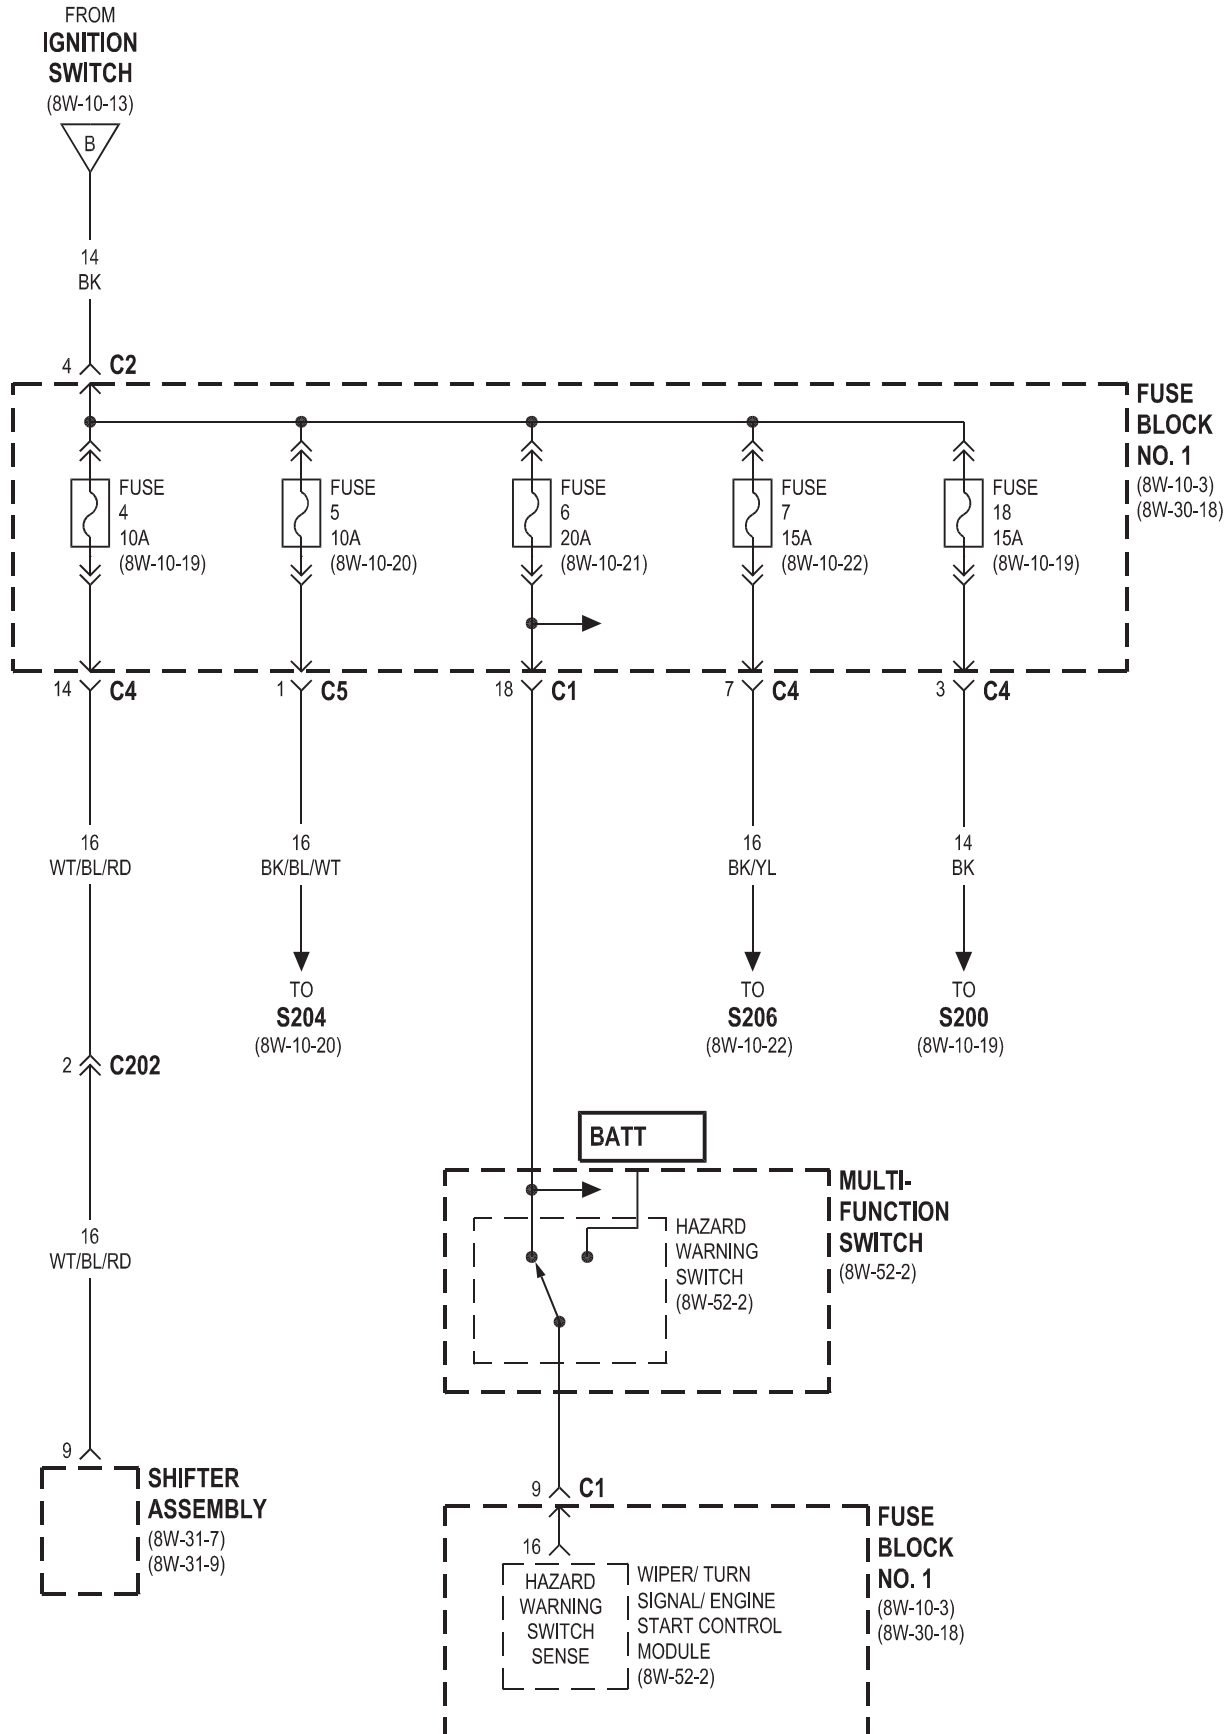 FROM
IGNITION
SWITCH
(8W-10-13)
B
14
BK
4 C2
FUSE
BLOCK
NO. 1
(8W-10-3)
(8W-30-18)
FUSE
4
10A
(8W-10-19)
FUSE
5
10A
(8W-10-20)
FUSE
6
20A
(8W-10-21)
FUSE
7
15A
(8W-10-22)
FUSE
18
15A
(8W-10-19)
14 C4
1 C5
18 C1
7 C4
3 C4
16
WT/BL/RD
16
BK/BL/WT
16
BK/YL
14
BK
TO
S204
(8W-10-20)
TO
S206
(8W-10-22)
TO
S200
(8W-10-19)
2 C202
BATT
MULTI-
FUNCTION
SWITCH
(8W-52-2)
HAZARD
WARNING
SWITCH
(8W-52-2)
16
WT/BL/RD
9
SHIFTER
ASSEMBLY
(8W-31-7)
(8W-31-9)
9 C1
FUSE
BLOCK
NO. 1
(8W-10-3)
(8W-30-18)
16
HAZARD
WARNING
SWITCH
SENSE
WIPER/ TURN
SIGNAL/ ENGINE
START CONTROL
MODULE
(8W-52-2)